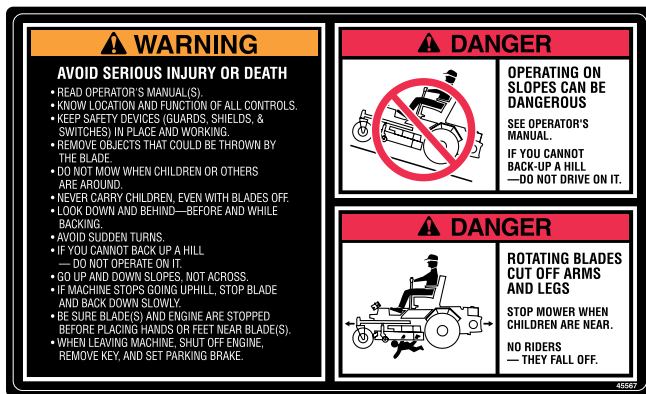 WARNING
AVOID SERIOUS INJURY OR DEATH
• READ OPERATOR'S MANUAL(S).
• KNOW LOCATION AND FUNCTION OF ALL CONTROLS.
• KEEP SAFETY DEVICES (GUARDS, SHIELDS, &
SWITCHES) IN PLACE AND WORKING.
• REMOVE OBJECTS THAT COULD BE THROWN BY
THE BLADE.
• DO NOT MOW WHEN CHILDREN OR OTHERS
ARE AROUND.
• NEVER CARRY CHILDREN, EVEN WITH BLADES OFF.
• LOOK DOWN AND BEHIND—BEFORE AND WHILE
BACKING.
• AVOID SUDDEN TURNS.
• IF YOU CANNOT BACK UP A HILL
— DO NOT OPERATE ON IT.
• GO UP AND DOWN SLOPES, NOT ACROSS.
• IF MACHINE STOPS GOING UPHILL, STOP BLADE
AND BACK DOWN SLOWLY.
• BE SURE BLADE(S) AND ENGINE ARE STOPPED
BEFORE PLACING HANDS OR FEET NEAR BLADE(S).
• WHEN LEAVING MACHINE, SHUT OFF ENGINE,
REMOVE KEY, AND SET PARKING BRAKE.
DANGER
OPERATING ON
SLOPES CAN BE
DANGEROUS
SEE OPERATOR'S
MANUAL.
IF YOU CANNOT
BACK-UP A HILL
—DO NOT DRIVE ON IT.
DANGER
ROTATING BLADES
CUT OFF ARMS
AND LEGS
STOP MOWER WHEN
CHILDREN ARE NEAR.
NO RIDERS
— THEY FALL OFF.
45567